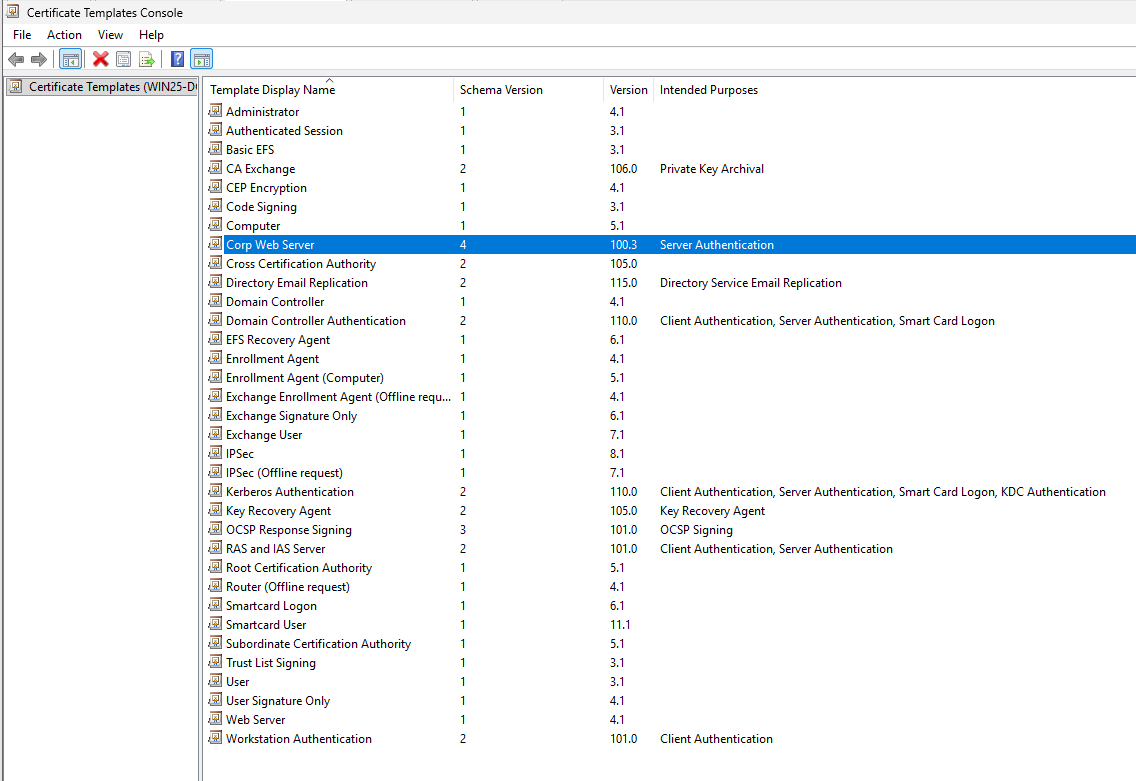 Certificate Templates Console
File Action View Help
Certificate Templates (WIN25-D
Template Display Name Schema Version Version Intended Purposes
Administrator 1 4.1
Authenticated Session 1 3.1
Basic EFS 1 3.1
CA Exchange 2 106.0 Private Key Archival
CEP Encryption 1 4.1
Code Signing 1 3.1
Computer 1 5.1
Corp Web Server 4 100.3 Server Authentication
Cross Certification Authority 2 105.0
Directory Email Replication 2 115.0 Directory Service Email Replication
Domain Controller 1 4.1
Domain Controller Authentication 2 110.0 Client Authentication, Server Authentication, Smart Card Logon
EFS Recovery Agent 1 6.1
Enrollment Agent 1 4.1
Enrollment Agent (Computer) 1 5.1
Exchange Enrollment Agent (Offline requ... 1 4.1
Exchange Signature Only 1 6.1
Exchange User 1 7.1
IPSec 1 8.1
IPSec (Offline request) 1 7.1
Kerberos Authentication 2 110.0 Client Authentication, Server Authentication, Smart Card Logon, KDC Authentication
Key Recovery Agent 2 105.0 Key Recovery Agent
OCSP Response Signing 3 101.0 OCSP Signing
RAS and IAS Server 2 101.0 Client Authentication, Server Authentication
Root Certification Authority 1 5.1
Router (Offline request) 1 4.1
Smartcard Logon 1 6.1
Smartcard User 1 11.1
Subordinate Certification Authority 1 5.1
Trust List Signing 1 3.1
User 1 3.1
User Signature Only 1 4.1
Web Server 1 4.1
Workstation Authentication 2 101.0 Client Authentication